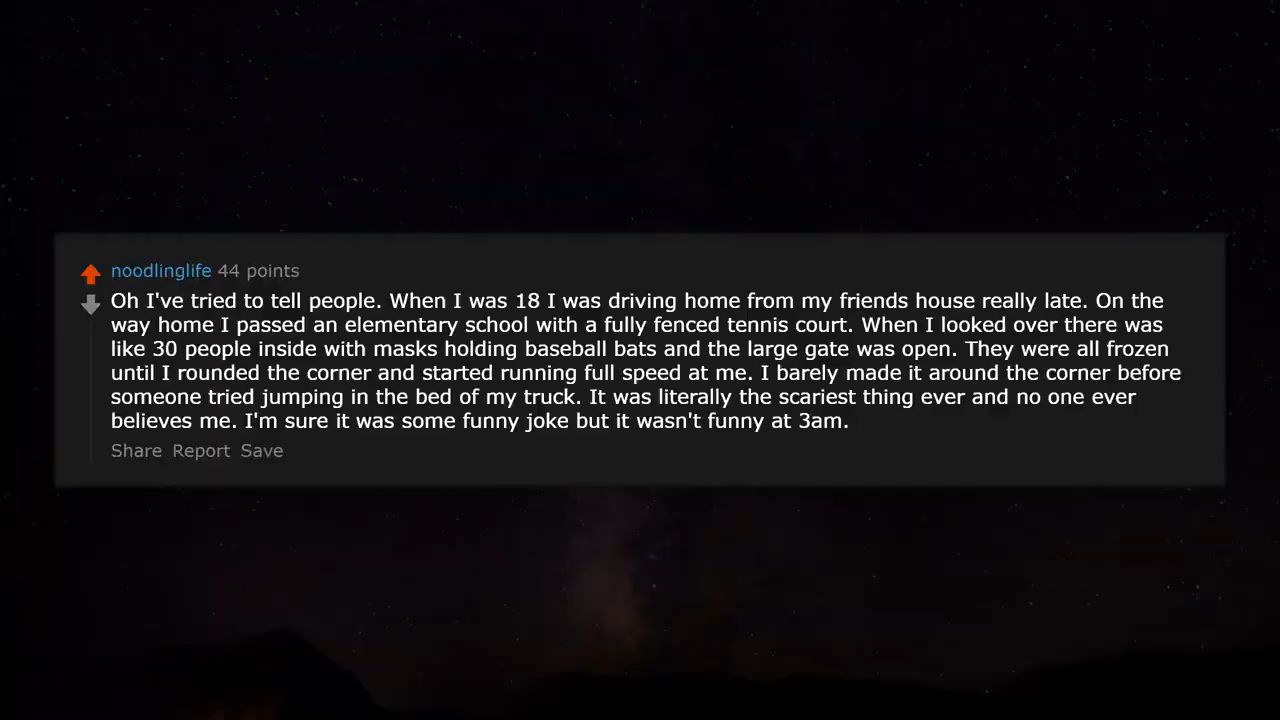 noodlinglife 44 points
Oh I've tried to tell people. When I was 18 I was driving home from my friends house really late. On the
way home I passed an elementary school with a fully fenced tennis court. When I looked over there was
like 30 people inside with masks holding baseball bats and the large gate was open. They were all frozen
until I rounded the corner and started running full speed at me. I barely made it around the corner before
someone tried jumping in the bed of my truck. It was literally the scariest thing ever and no one ever
believes me. I'm sure it was some funny joke but it wasn't funny at 3am.
Share Report Save